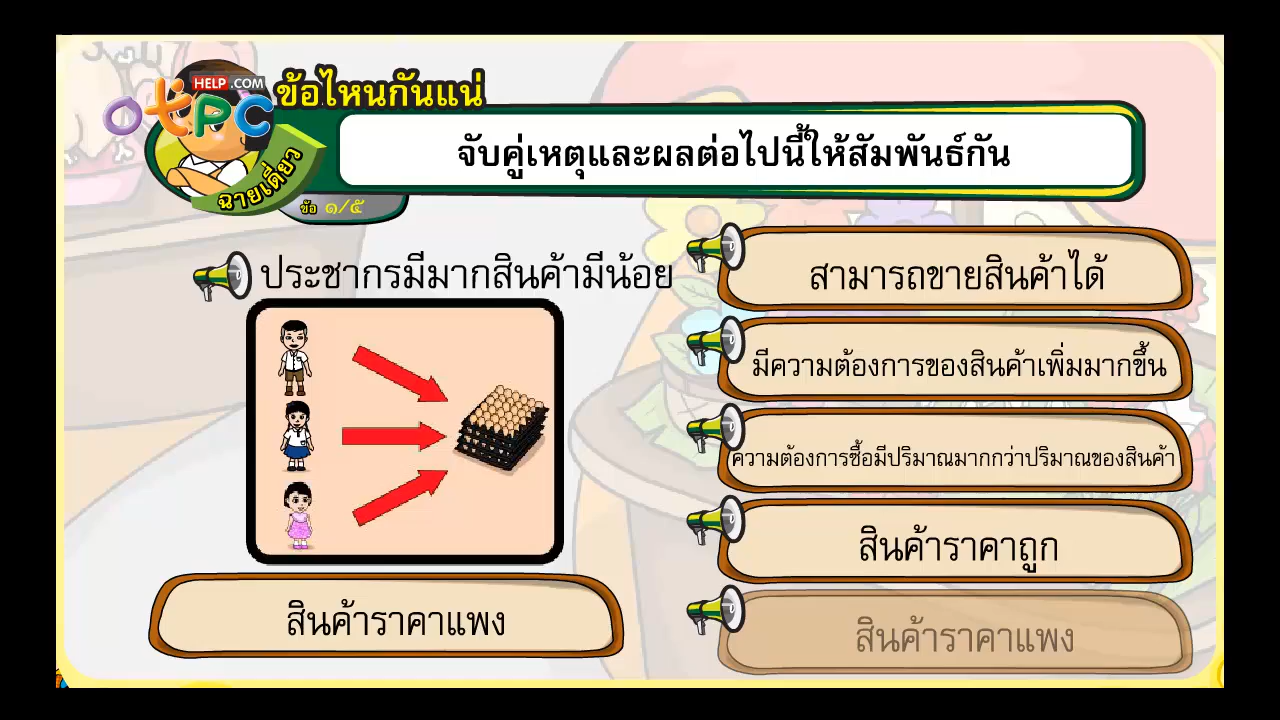 HELP.COM
OTPC
ข้อไหนกันแน่
จับคู่เหตุและผลต่อไปนี้ให้สัมพันธ์กัน
ฉายเดี่ยว
ข้อ ๑/๕
ประชากรมีมากสินค้ามีน้อย
สินค้าราคาแพง
สามารถขายสินค้าได้
มีความต้องการของสินค้าเพิ่มมากขึ้น
ความต้องการซื้อมีปริมาณมากกว่าปริมาณของสินค้า
สินค้าราคาถูก
สินค้าราคาแพง